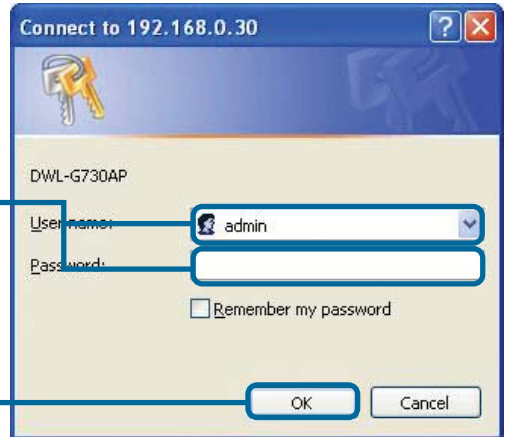 Connect to 192.168.0.30
DWL-G730AP
User name:
admin
Password:
Remember my password
OK
Cancel